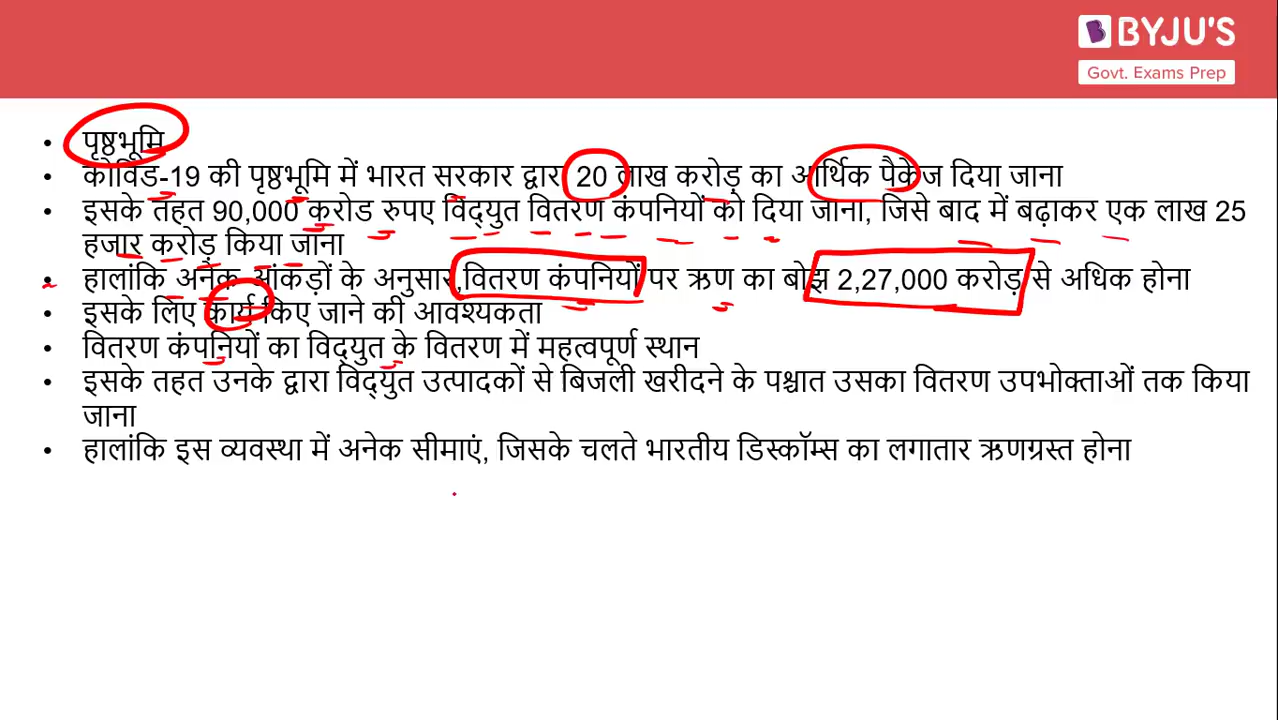 BYJU'S
Govt. Exams Prep
• पृष्ठभूमि
• कोविड-19 की पृष्ठभूमि में भारत सरकार द्वारा 20 लाख करोड़ का आर्थिक पैकेज दिया जाना
• इसके तहत 90,000 करोड रुपए विद्युत वितरण कंपनियों को दिया जाना, जिसे बाद में बढ़ाकर एक लाख 25
हजार करोड़ किया जाना
• हालांकि अनेक आंकड़ों के अनुसार,वितरण कंपनियों पर ऋण का बोझ 2,27,000 करोड़ से अधिक होना
• इसके लिए कार्य किए जाने की आवश्यकता
• वितरण कंपनियों का विद्युत के वितरण में महत्वपूर्ण स्थान
• इसके तहत उनके द्वारा विद्युत उत्पादकों से बिजली खरीदने के पश्चात उसका वितरण उपभोक्ताओं तक किया
जाना
• हालांकि इस व्यवस्था में अनेक सीमाएं, जिसके चलते भारतीय डिस्कॉम्स का लगातार ऋणग्रस्त होना